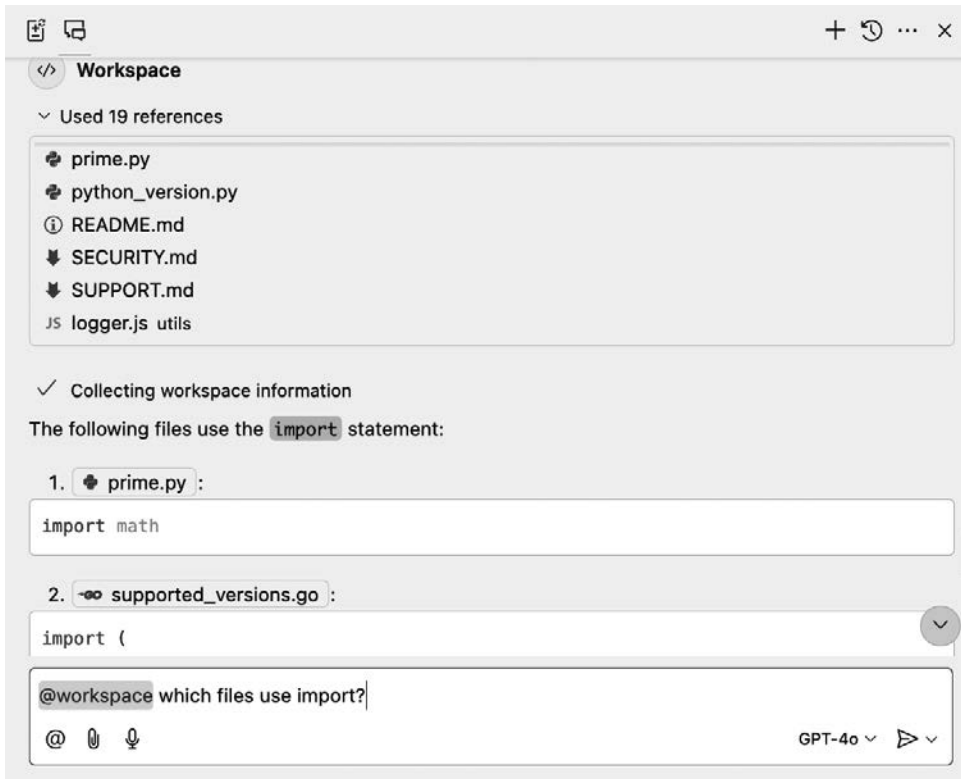 Workspace
Used 19 references
prime.py
python_version.py
README.md
SECURITY.md
SUPPORT.md
JS logger.js utils
Collecting workspace information
The following files use the import statement:
1. prime.py :
import math
2. GO supported_versions.go :
import (
@workspace which files use import?
@ GPT-4o